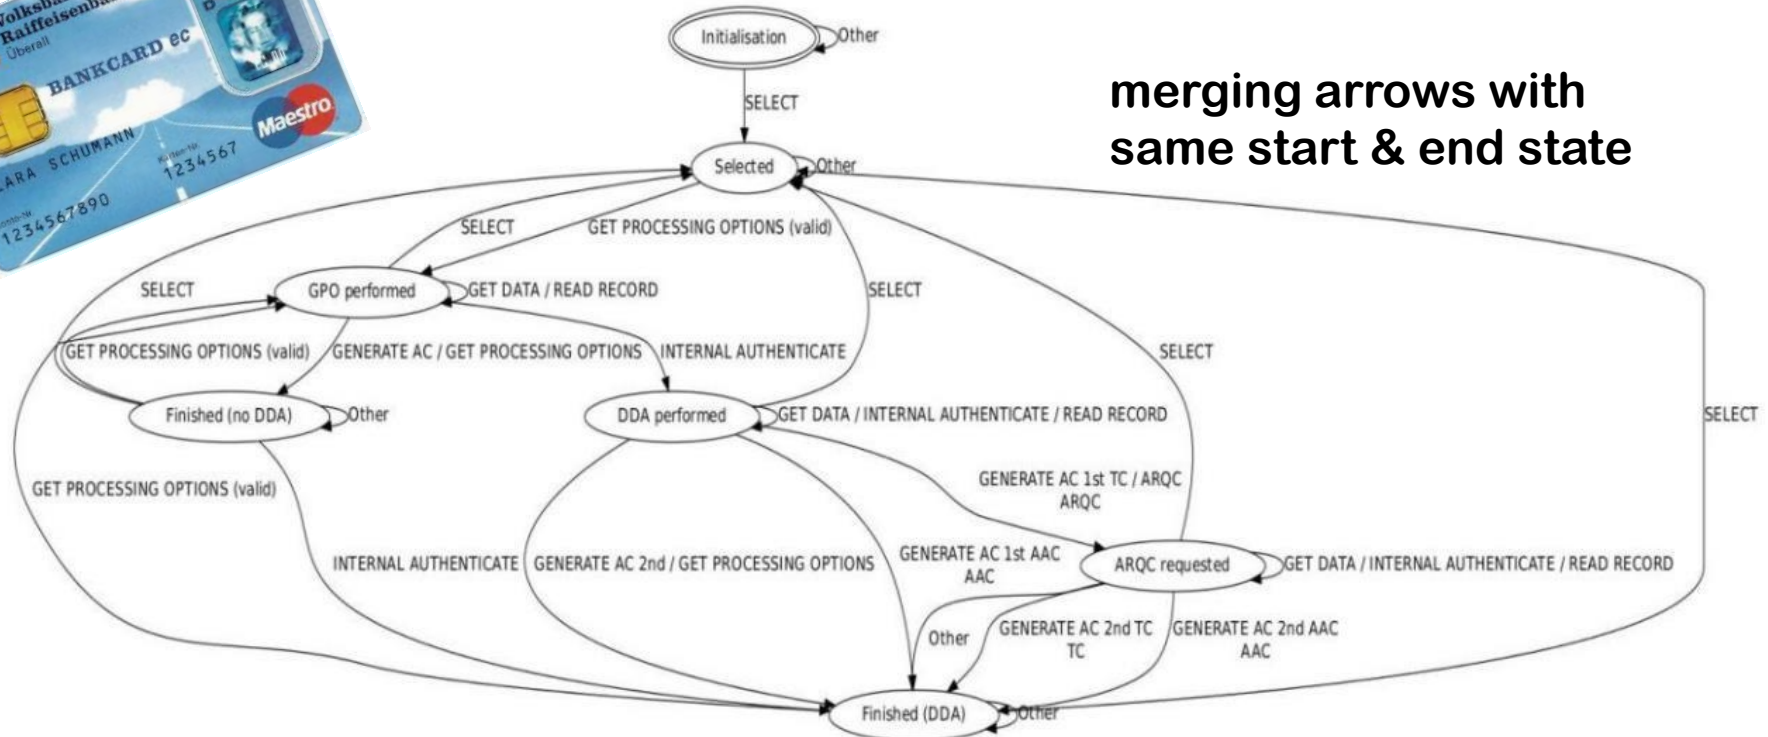 Volksbanken
Raiffeisenbanken
Überall
BANKCARD ec
Maestro
SCHUMANN
1234567
1234567890
merging arrows with
same start & end state
Initialisation
Other
SELECT
Selected
Other
SELECT
GET PROCESSING OPTIONS (valid)
SELECT
GPO performed
GET DATA / READ RECORD
SELECT
GET PROCESSING OPTIONS (valid)
GENERATE AC / GET PROCESSING OPTIONS
INTERNAL AUTHENTICATE
SELECT
Finished (no DDA)
Other
DDA performed
GET DATA / INTERNAL AUTHENTICATE / READ RECORD
SELECT
GET PROCESSING OPTIONS (valid)
GENERATE AC 1st TC / ARQC
ARQC
INTERNAL AUTHENTICATE
GENERATE AC 2nd / GET PROCESSING OPTIONS
GENERATE AC 1st AAC
AAC
ARQC requested
GET DATA / INTERNAL AUTHENTICATE / READ RECORD
Other
GENERATE AC 2nd TC
TC
GENERATE AC 2nd AAC
AAC
Finished (DDA)
Other